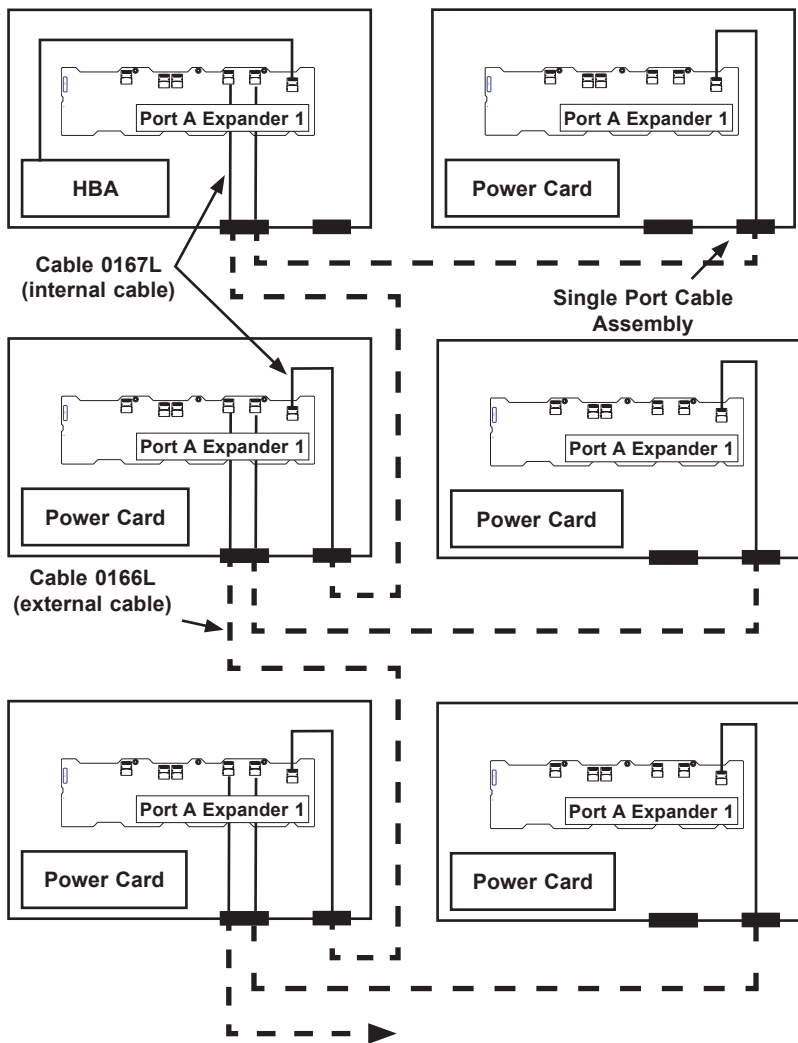 Port A Expander 1
Port A Expander 1
HBA
Power Card
Cable 0167L
(internal cable)
Single Port Cable
Assembly
Port A Expander 1
Port A Expander 1
Power Card
Power Card
Cable 0166L
(external cable)
Port A Expander 1
Port A Expander 1
Power Card
Power Card